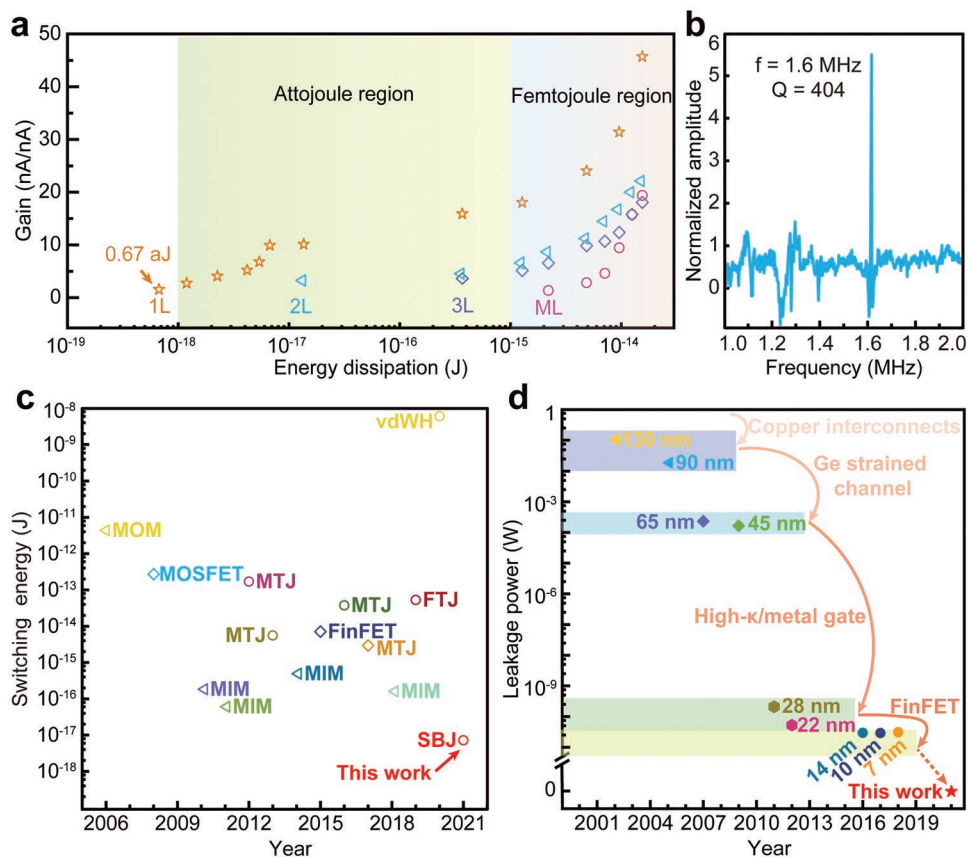 a
50
40
30
20
10
0
Gain (nA/nA)
Attojoule region
Femtojoule region
0.67 aJ
1L
2L
3L
ML
10-19
10-18
10-17
10-16
10-15
10-14
Energy dissipation (J)
b
6
5
4
3
2
1
0
Normalized amplitude
f = 1.6 MHz
Q = 404
1.0
1.2
1.4
1.6
1.8
2.0
Frequency (MHz)
c
10-8
10-9
10-10
10-11
10-12
10-13
10-14
10-15
10-16
10-17
10-18
Switching energy (J)
vdWH
MOM
MOSFET
MTJ
MTJ
FTJ
MTJ
FinFET
MTJ
MIM
MIM
MIM
MIM
SBJ
This work
2006
2009
2012
2015
2018
2021
Year
d
1
10-3
10-6
10-9
0
Leakage power (W)
Copper interconnects
130 nm
90 nm
Ge strained
channel
65 nm
45 nm
High-κ/metal gate
28 nm
22 nm
FinFET
14 nm
10 nm
7 nm
This work
2001
2004
2007
2010
2013
2016
2019
Year